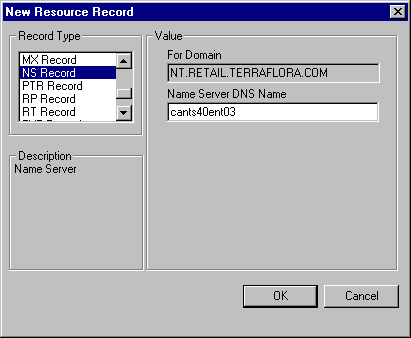 New Resource Record
Record Type
MX Record
NS Record
PTR Record
RP Record
RT Record
Description
Name Server
Value
For Domain
NT.RETAIL.TERRAFLORA.COM
Name Server DNS Name
cants40ent03
OK
Cancel